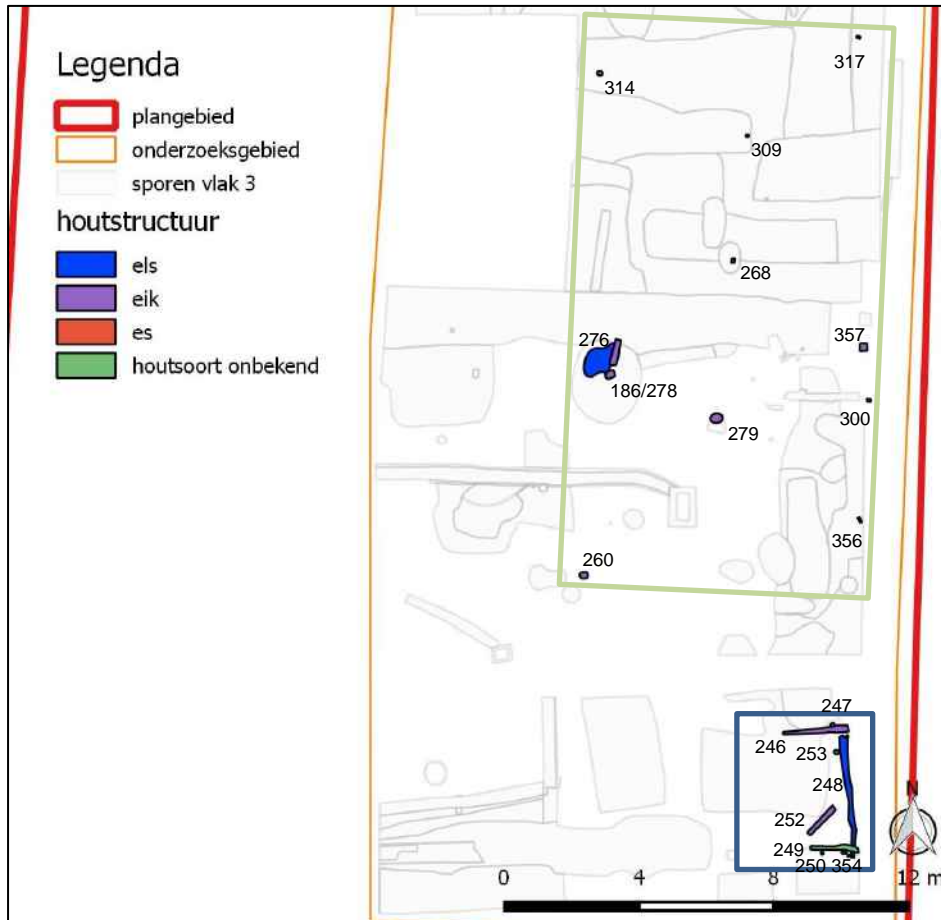 Legenda
plangebied
onderzoeksgebied
sporen vlak 3
houtstructuur
els
eik
es
houtsoort onbekend
317
314
309
268
276
357
186/278
300
279
356
260
247
246
253
248
252
249
250 354
N
0 4 8 12 m